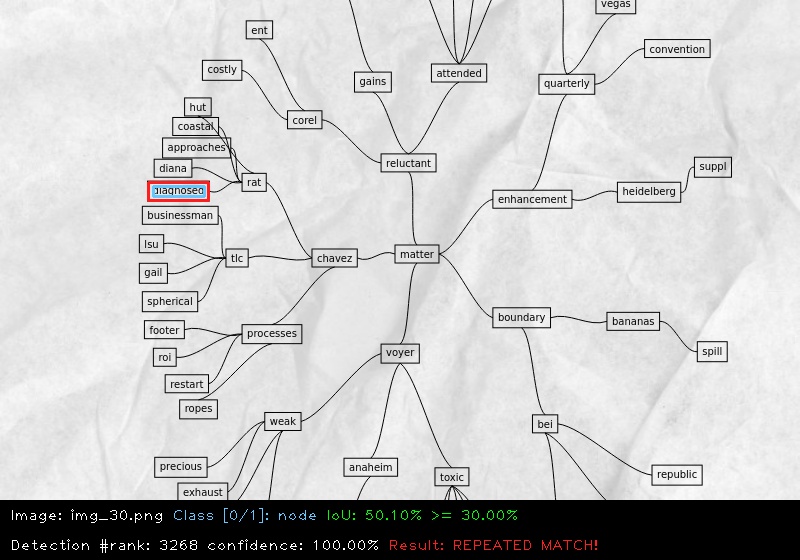 vegas
ent
convention
costly
gains
attended
quarterly
hut
corel
coastal
approaches
reluctant
diana
suppl
rat
diagnosed
heidelberg
enhancement
businessman
lsu
matter
tlc
chavez
gail
spherical
boundary
bananas
footer
processes
voyer
spill
roi
restart
ropes
weak
bei
precious
anaheim
republic
toxic
exhaust
Image: img_30.png Class [0/1]: node IoU: 50.10% >= 30.00%
Detection #rank: 3268 confidence: 100.00% Result: REPEATED MATCH!